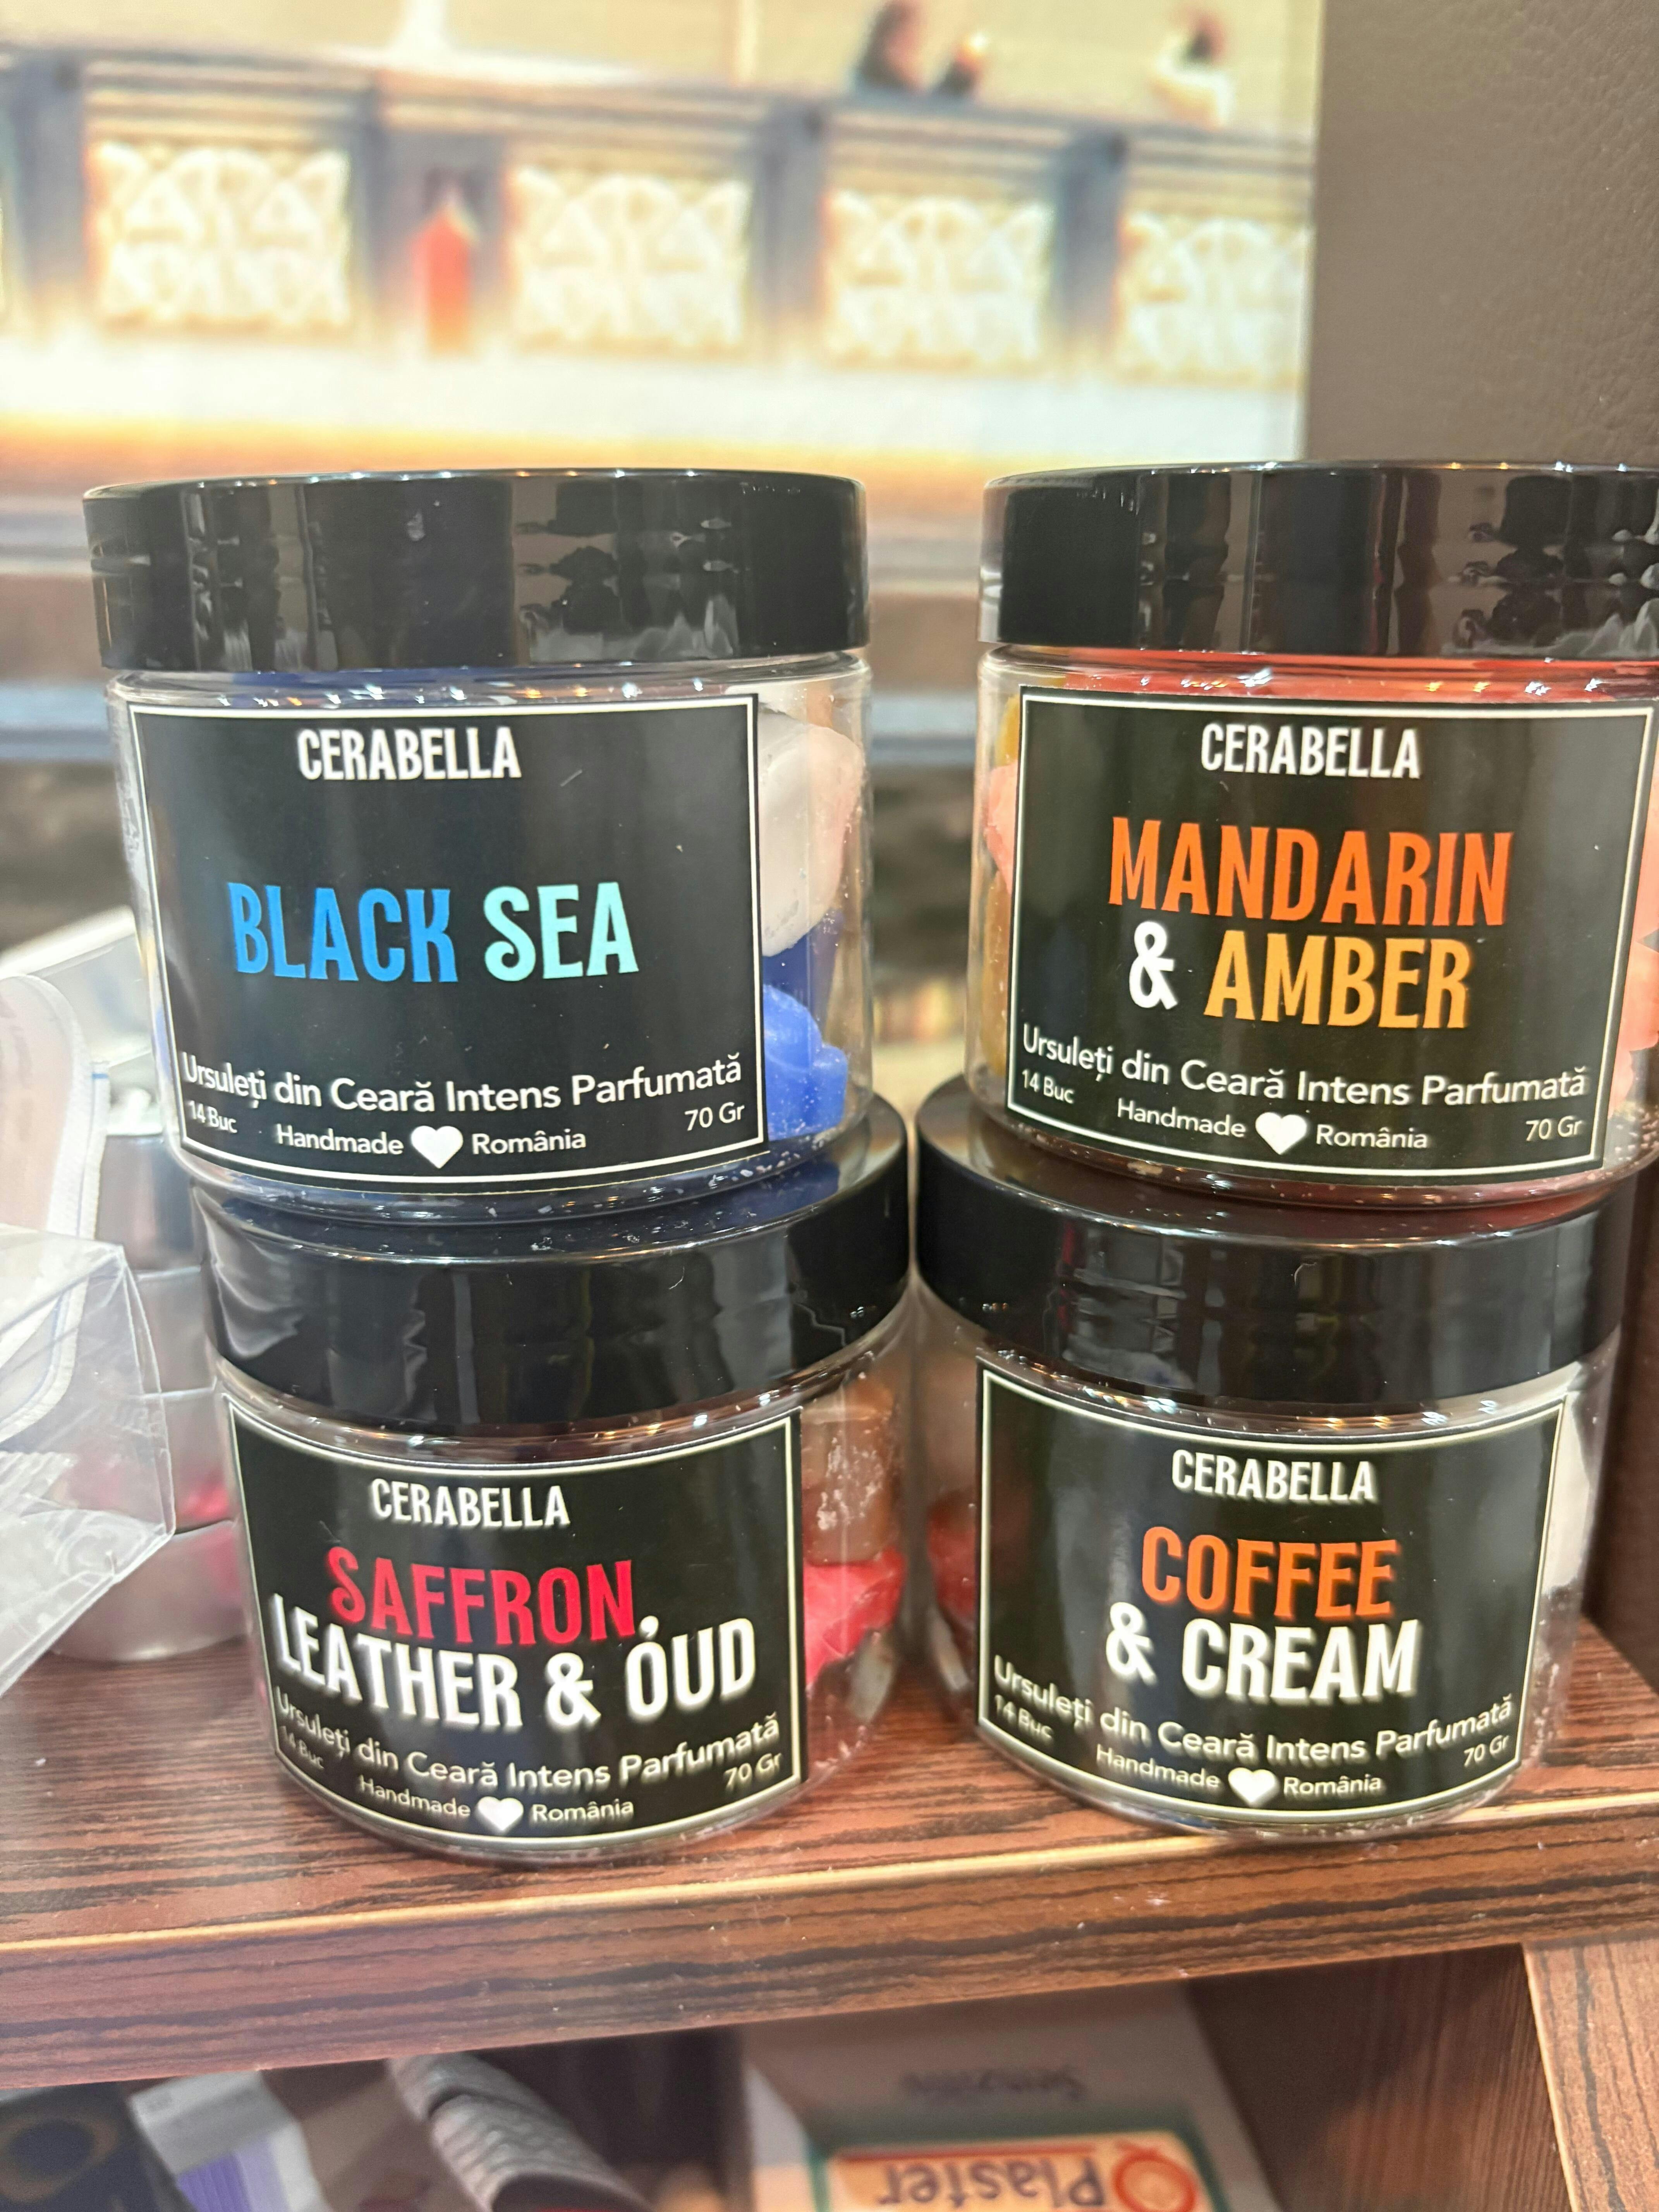 CERABELLA
BLACK SEA
Ursuleți din Ceară Intens Parfumată
14 Buc
Handmade România
70 Gr
CERABELLA
MANDARIN
& AMBER
Ursuleți din Ceară Intens Parfumată
14 Buc
Handmade România
70 Gr
CERABELLA
SAFFRON,
LEATHER & OUD
Ursuleți din Ceară Intens Parfumată
14 Buc
Handmade România
70 Gr
CERABELLA
COFFEE
& CREAM
Ursuleți din Ceară Intens Parfumată
14 Buc
Handmade România
70 Gr
Plaster